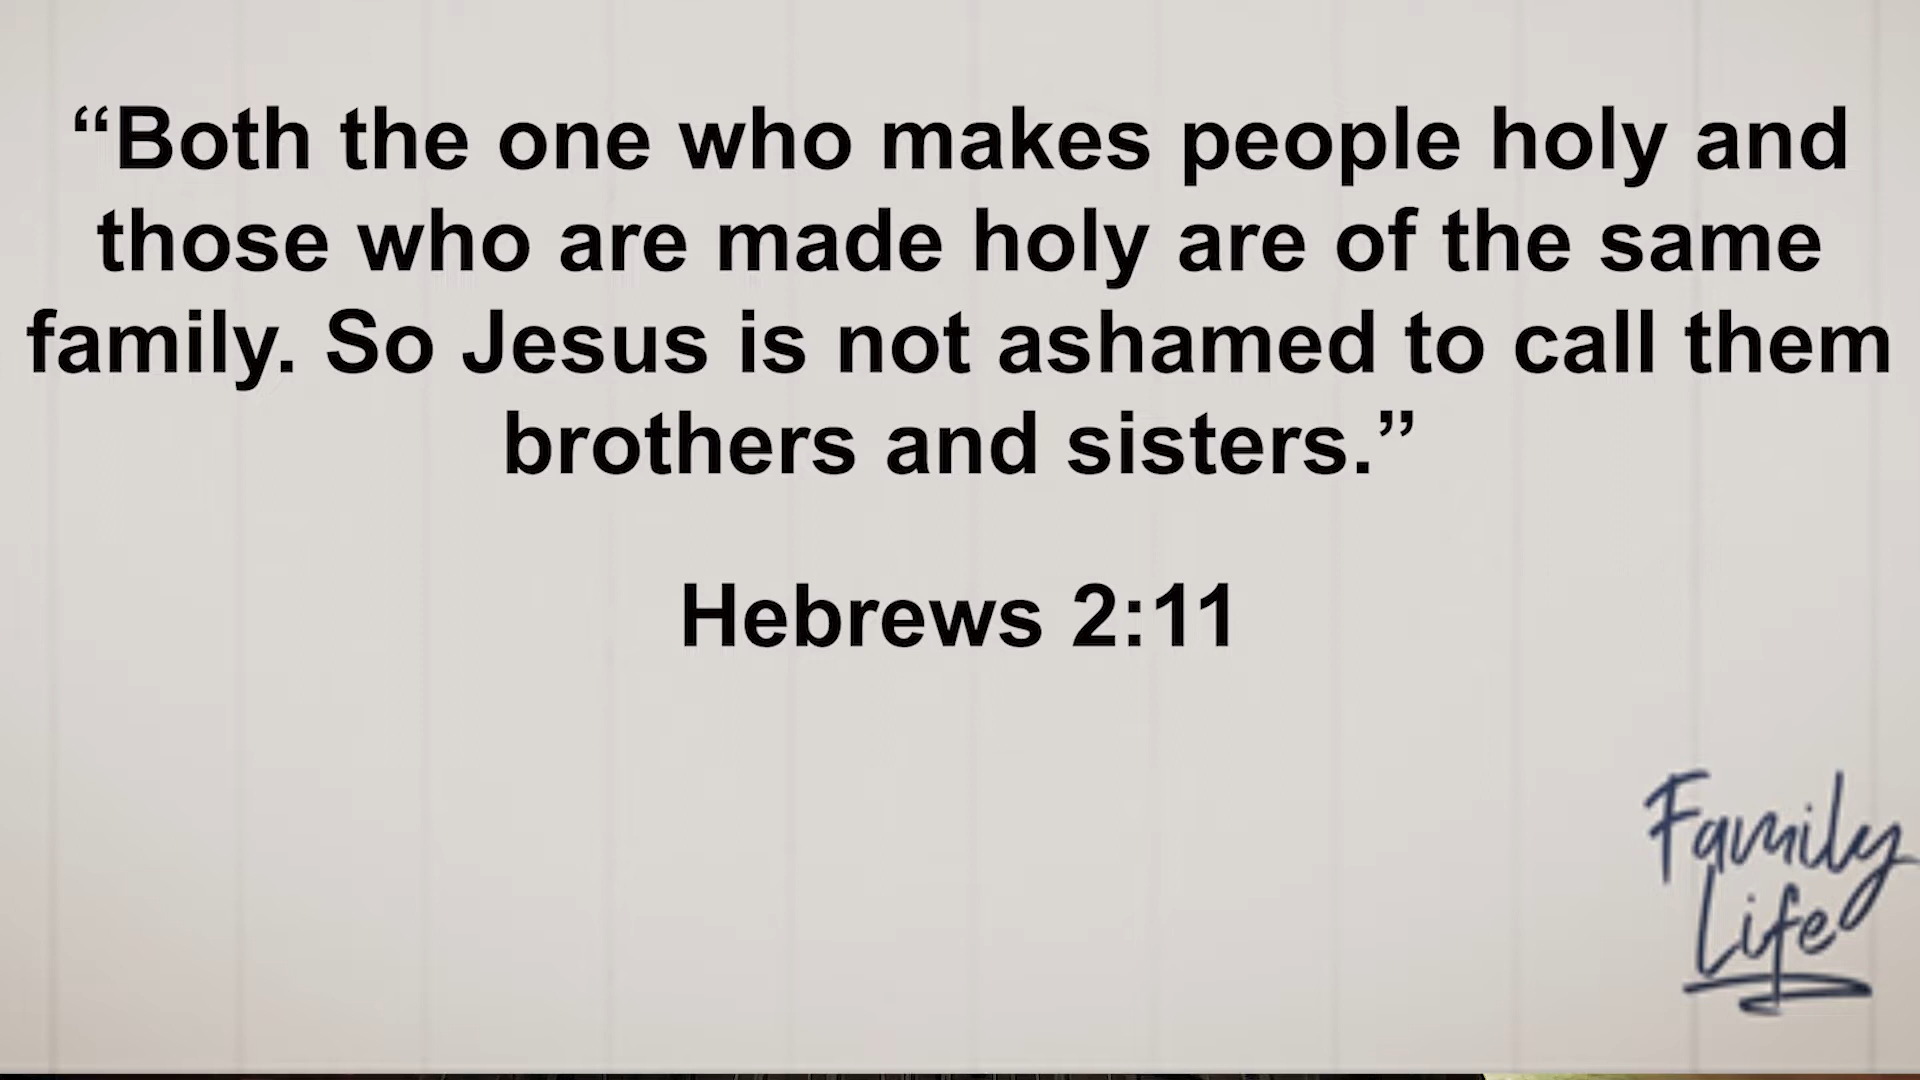 “Both the one who makes people holy and
those who are made holy are of the same
family. So Jesus is not ashamed to call them
brothers and sisters.”
Hebrews 2:11
Family
Life